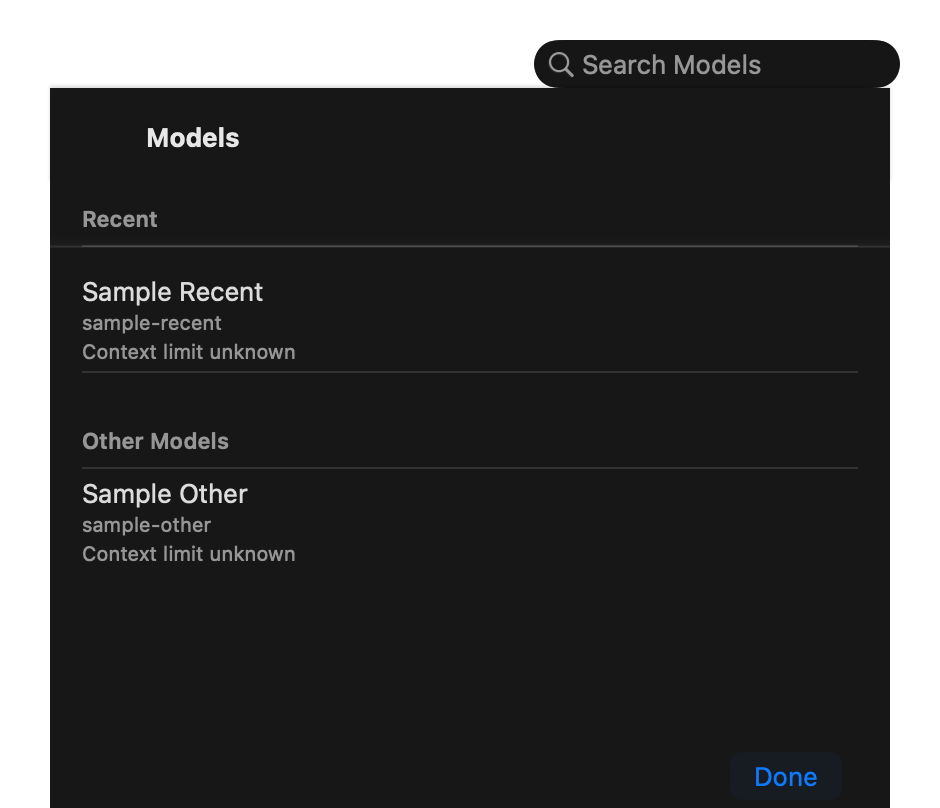 Search Models
Models
Recent
Sample Recent
sample-recent
Context limit unknown
Other Models
Sample Other
sample-other
Context limit unknown
Done